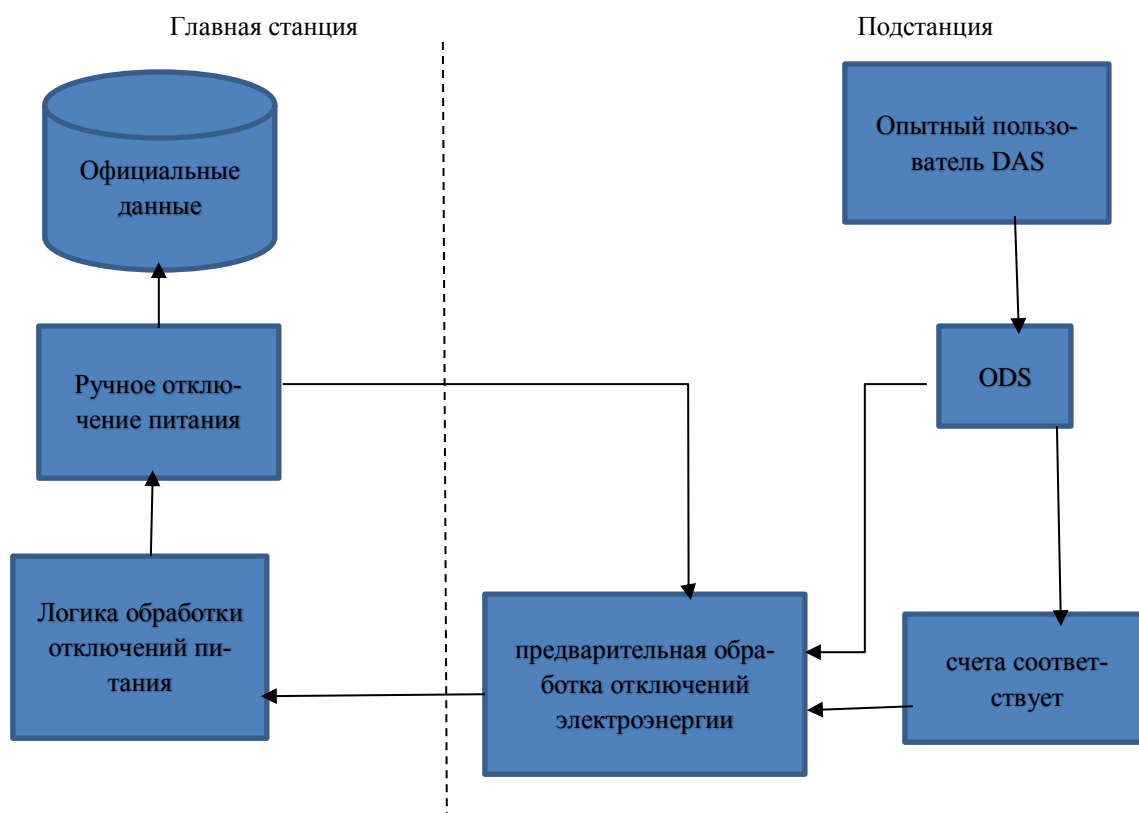 Главная станция
Подстанция
Официальные
данные
Опытный пользо-
ватель DAS
Ручное отклю-
чение питания
ODS
Логика обработки
отключений пи-
тания
предварительная обра-
ботка отключений
электроэнергии
счета соответ-
ствует